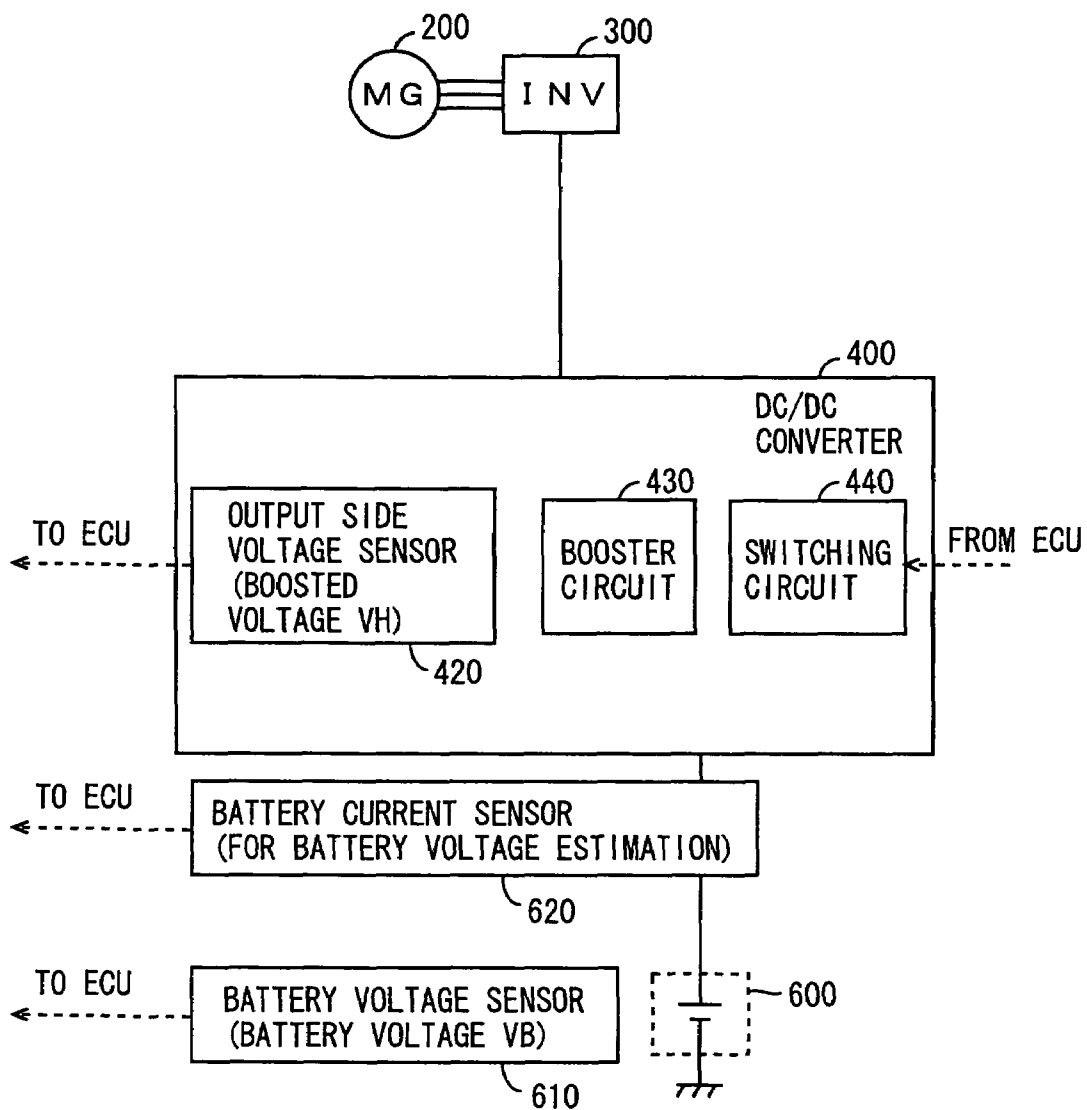 200
300
MG
INV
400
DC/DC
CONVERTER
430
440
TO ECU
OUTPUT SIDE
VOLTAGE SENSOR
(BOOSTED
VOLTAGE VH)
BOOSTER
CIRCUIT
SWITCHING
CIRCUIT
FROM ECU
420
TO ECU
BATTERY CURRENT SENSOR
(FOR BATTERY VOLTAGE ESTIMATION)
620
TO ECU
BATTERY VOLTAGE SENSOR
(BATTERY VOLTAGE VB)
600
610